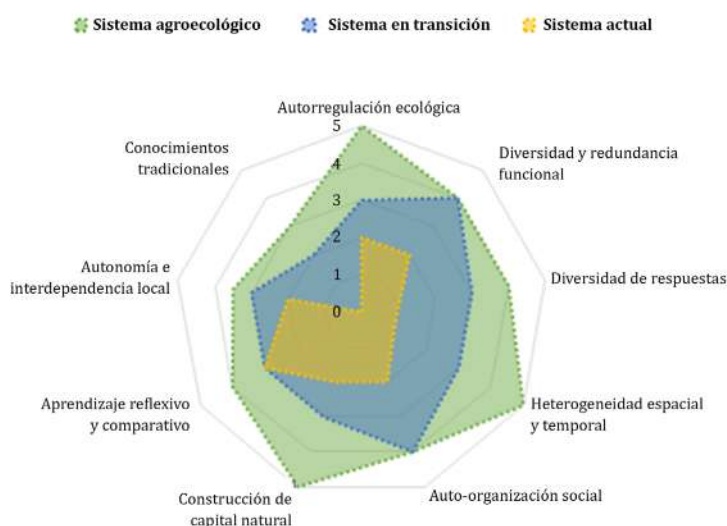 Sistema agroecológico Sistema en transición Sistema actual
Autorregulación ecológica
5
4
3
2
1
0
Diversidad y redundancia
funcional
Diversidad de respuestas
Heterogeneidad espacial
y temporal
Auto-organización social
Construcción de
capital natural
Aprendizaje reflexivo
y comparativo
Autonomía e
interdependencia local
Conocimientos
tradicionales